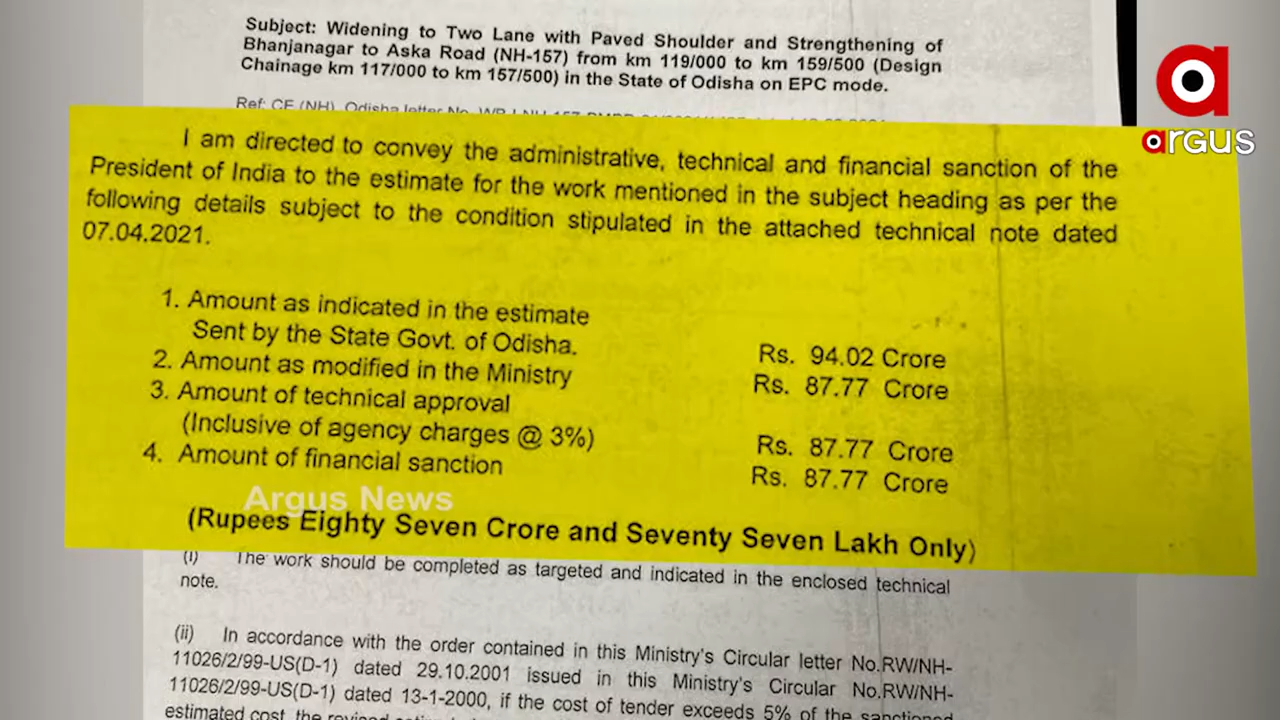 Subject: Widening to Two Lane with Paved Shoulder and Strengthening of
Bhanjanagar to Aska Road (NH-157) from km 119/000 to km 159/500 (Design
Chainage km 117/000 to km 157/500) in the State of Odisha on EPC mode.
Ref: CE (NH), Odisha letter No.
argus
I am directed to convey the administrative, technical and financial sanction of the
President of India to the estimate for the work mentioned in the subject heading as per the
following details subject to the condition stipulated in the attached technical note dated
07.04.2021.
1. Amount as indicated in the estimate
Sent by the State Govt. of Odisha. Rs. 94.02 Crore
2. Amount as modified in the Ministry Rs. 87.77 Crore
3. Amount of technical approval
(Inclusive of agency charges @ 3%) Rs. 87.77 Crore
4. Amount of financial sanction Rs. 87.77 Crore
Argus News
(Rupees Eighty Seven Crore and Seventy Seven Lakh Only)
(i) The work should be completed as targeted and indicated in the enclosed technical
note.
(ii) In accordance with the order contained in this Ministry's Circular letter No.RW/NH-
11026/2/99-US(D-1) dated 29.10.2001 issued in this Ministry's Circular No.RW/NH-
11026/2/99-US(D-1) dated 13-1-2000, if the cost of tender exceeds 5% of the sanctioned
estimated cost, the revised